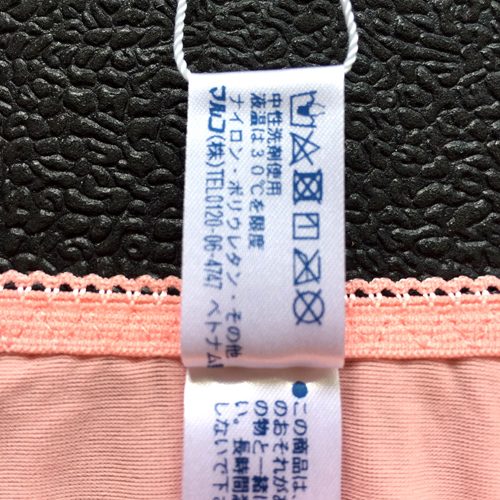 中性洗剤使用
液温は30℃を限度
ナイロン・ポリウレタン・その他
マルコ(株)TEL0120-06-4747 ベトナム
●この商品は、
のおそれが
の物と一緒に
い。長時間
しないで下